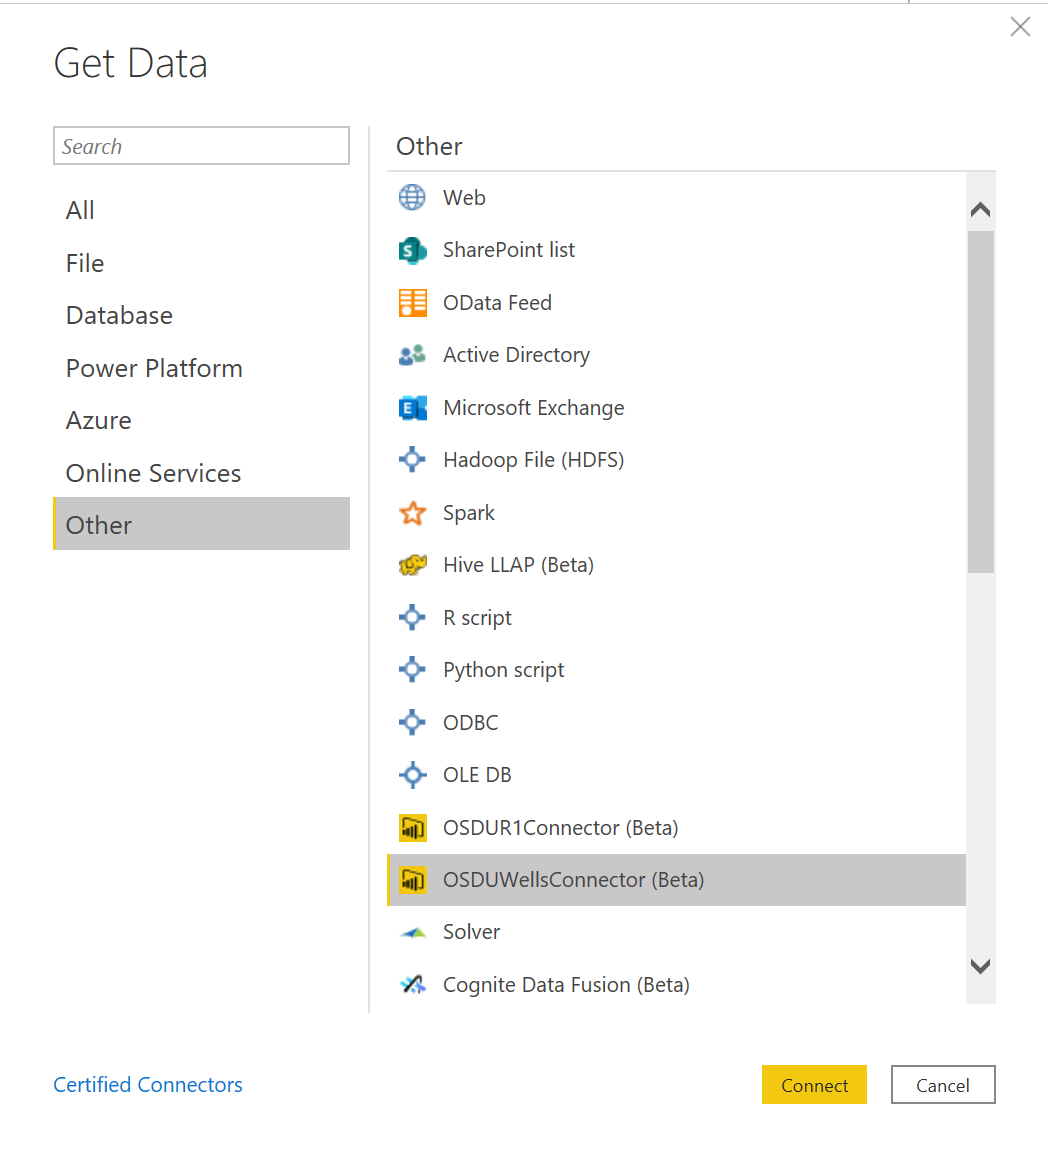 Get Data
Search
All
File
Database
Power Platform
Azure
Online Services
Other
Other
Web
SharePoint list
OData Feed
Active Directory
Microsoft Exchange
Hadoop File (HDFS)
Spark
Hive LLAP (Beta)
R script
Python script
ODBC
OLE DB
OSDUR1Connector (Beta)
OSDUWellsConnector (Beta)
Solver
Cognite Data Fusion (Beta)
Certified Connectors
Connect
Cancel